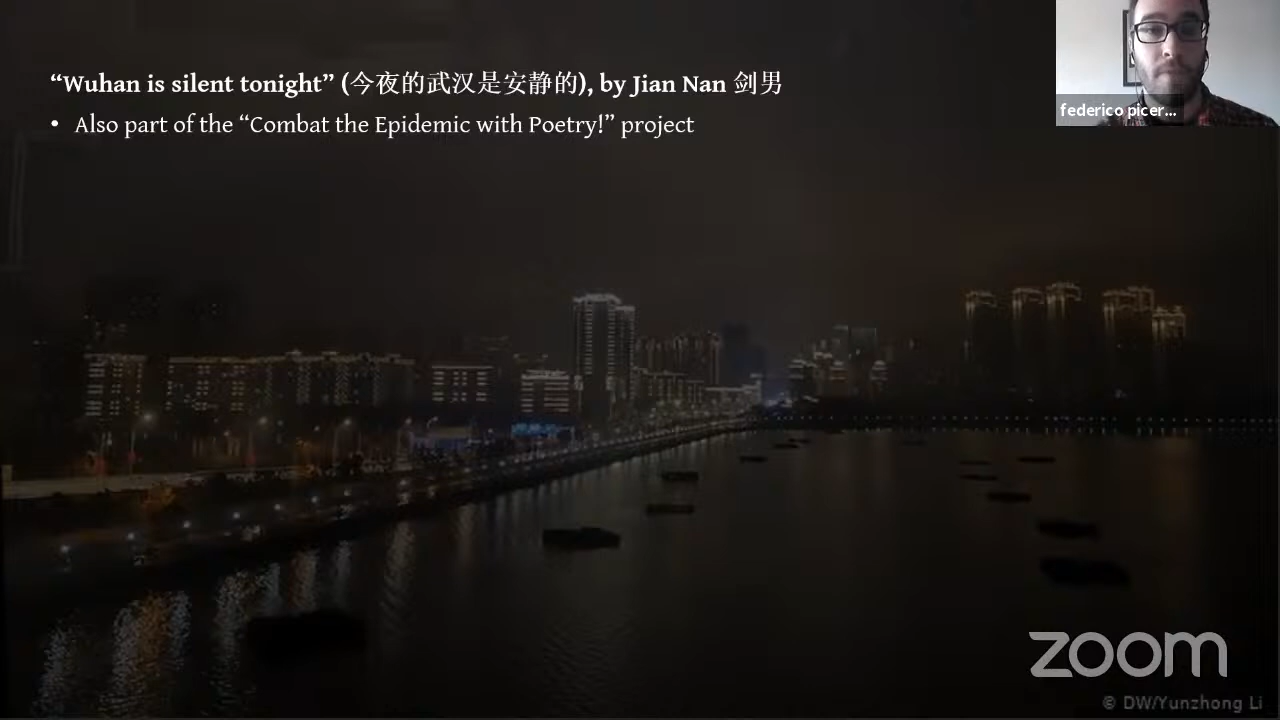 “Wuhan is silent tonight” (今夜的武汉是安静的), by Jian Nan 剑男
• Also part of the “Combat the Epidemic with Poetry!” project
federico picer...
zoom
© DW/Yunzhong Li